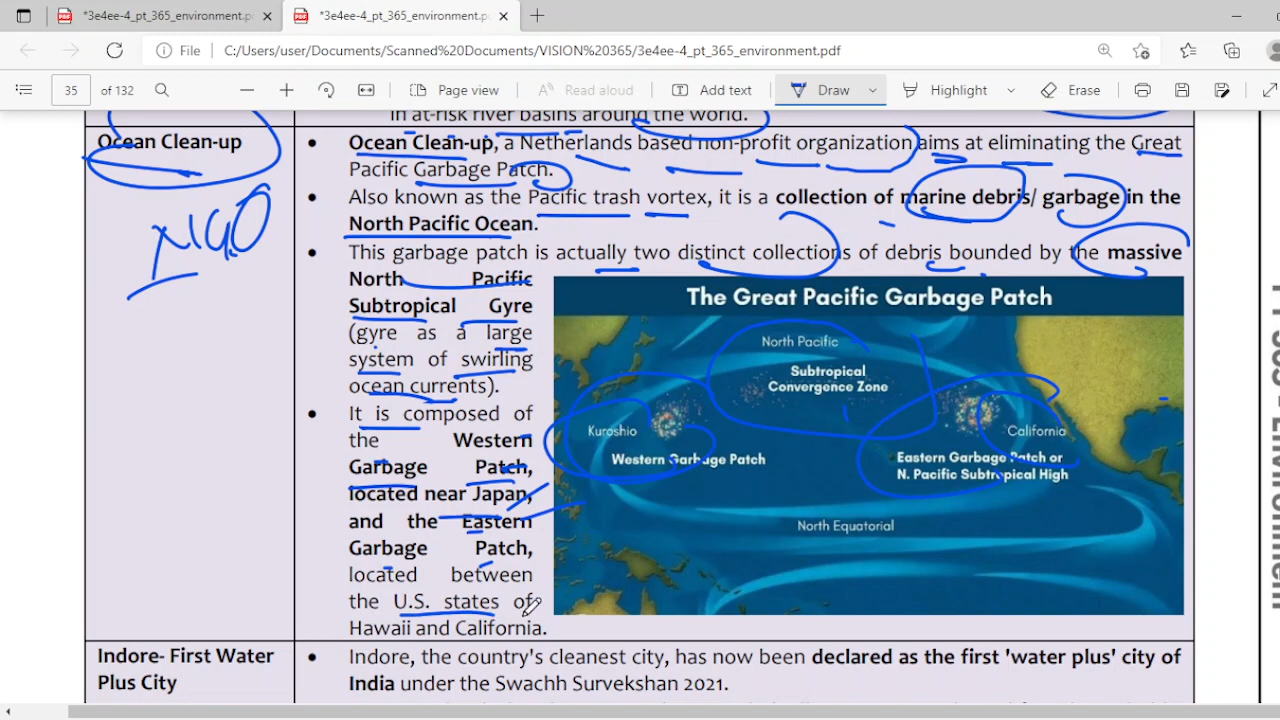 *3e4ee-4_pt_365_environment.pd
*3e4ee-4_pt_365_environment.pdf
File
C:/Users/user/Documents/Scanned%20Documents/VISION%20365/3e4ee-4_pt_365_environment.pdf
35 of 132
Page view
Read aloud
Add text
Draw
Highlight
Erase
in at-risk river basins around the world.
Ocean Clean-up
• Ocean Clean-up, a Netherlands based non-profit organization aims at eliminating the Great
Pacific Garbage Patch.
• Also known as the Pacific trash vortex, it is a collection of marine debris/ garbage in the
North Pacific Ocean.
NGO
• This garbage patch is actually two distinct collections of debris bounded by the massive
North Pacific
Subtropical Gyre
(gyre as a large
system of swirling
ocean currents).
• It is composed of
the Western
Garbage Patch,
located near Japan,
and the Eastern
Garbage Patch,
located between
the U.S. states of
Hawaii and California.
The Great Pacific Garbage Patch
North Pacific
Subtropical
Convergence Zone
Kuroshio
California
Western Garbage Patch
Eastern Garbage Patch or
N. Pacific Subtropical High
North Equatorial
Indore- First Water
Plus City
• Indore, the country's cleanest city, has now been declared as the first 'water plus' city of
India under the Swachh Survekshan 2021.